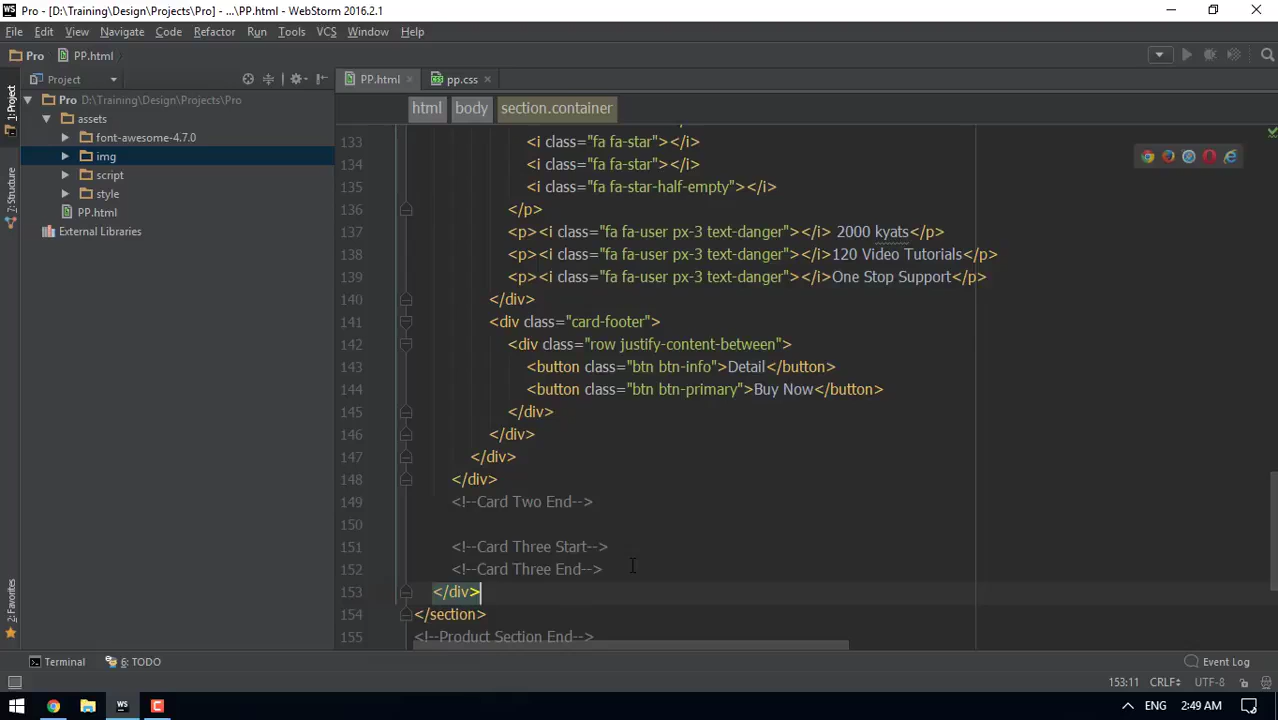 Pro - [D:\Training\Design\Projects\Pro] - ...\PP.html - WebStorm 2016.2.1
File Edit View Navigate Code Refactor Run Tools VCS Window Help
Pro PP.html
Project
PP.html
pp.css
1: Project
7: Structure
2: Favorites
Pro D:\Training\Design\Projects\Pro
assets
font-awesome-4.7.0
img
script
style
PP.html
External Libraries
html body section.container
133 <i class="fa fa-star"></i>
134 <i class="fa fa-star"></i>
135 <i class="fa fa-star-half-empty"></i>
136 </p>
137 <p><i class="fa fa-user px-3 text-danger"></i> 2000 kyats</p>
138 <p><i class="fa fa-user px-3 text-danger"></i>120 Video Tutorials</p>
139 <p><i class="fa fa-user px-3 text-danger"></i>One Stop Support</p>
140 </div>
141 <div class="card-footer">
142 <div class="row justify-content-between">
143 <button class="btn btn-info">Detail</button>
144 <button class="btn btn-primary">Buy Now</button>
145 </div>
146 </div>
147 </div>
148 </div>
149 <!--Card Two End-->
150
151 <!--Card Three Start-->
152 <!--Card Three End-->
153 </div>
154 </section>
155 <!--Product Section End-->
Terminal 6: TODO Event Log
153:11 CRLF UTF-8
ENG 2:49 AM